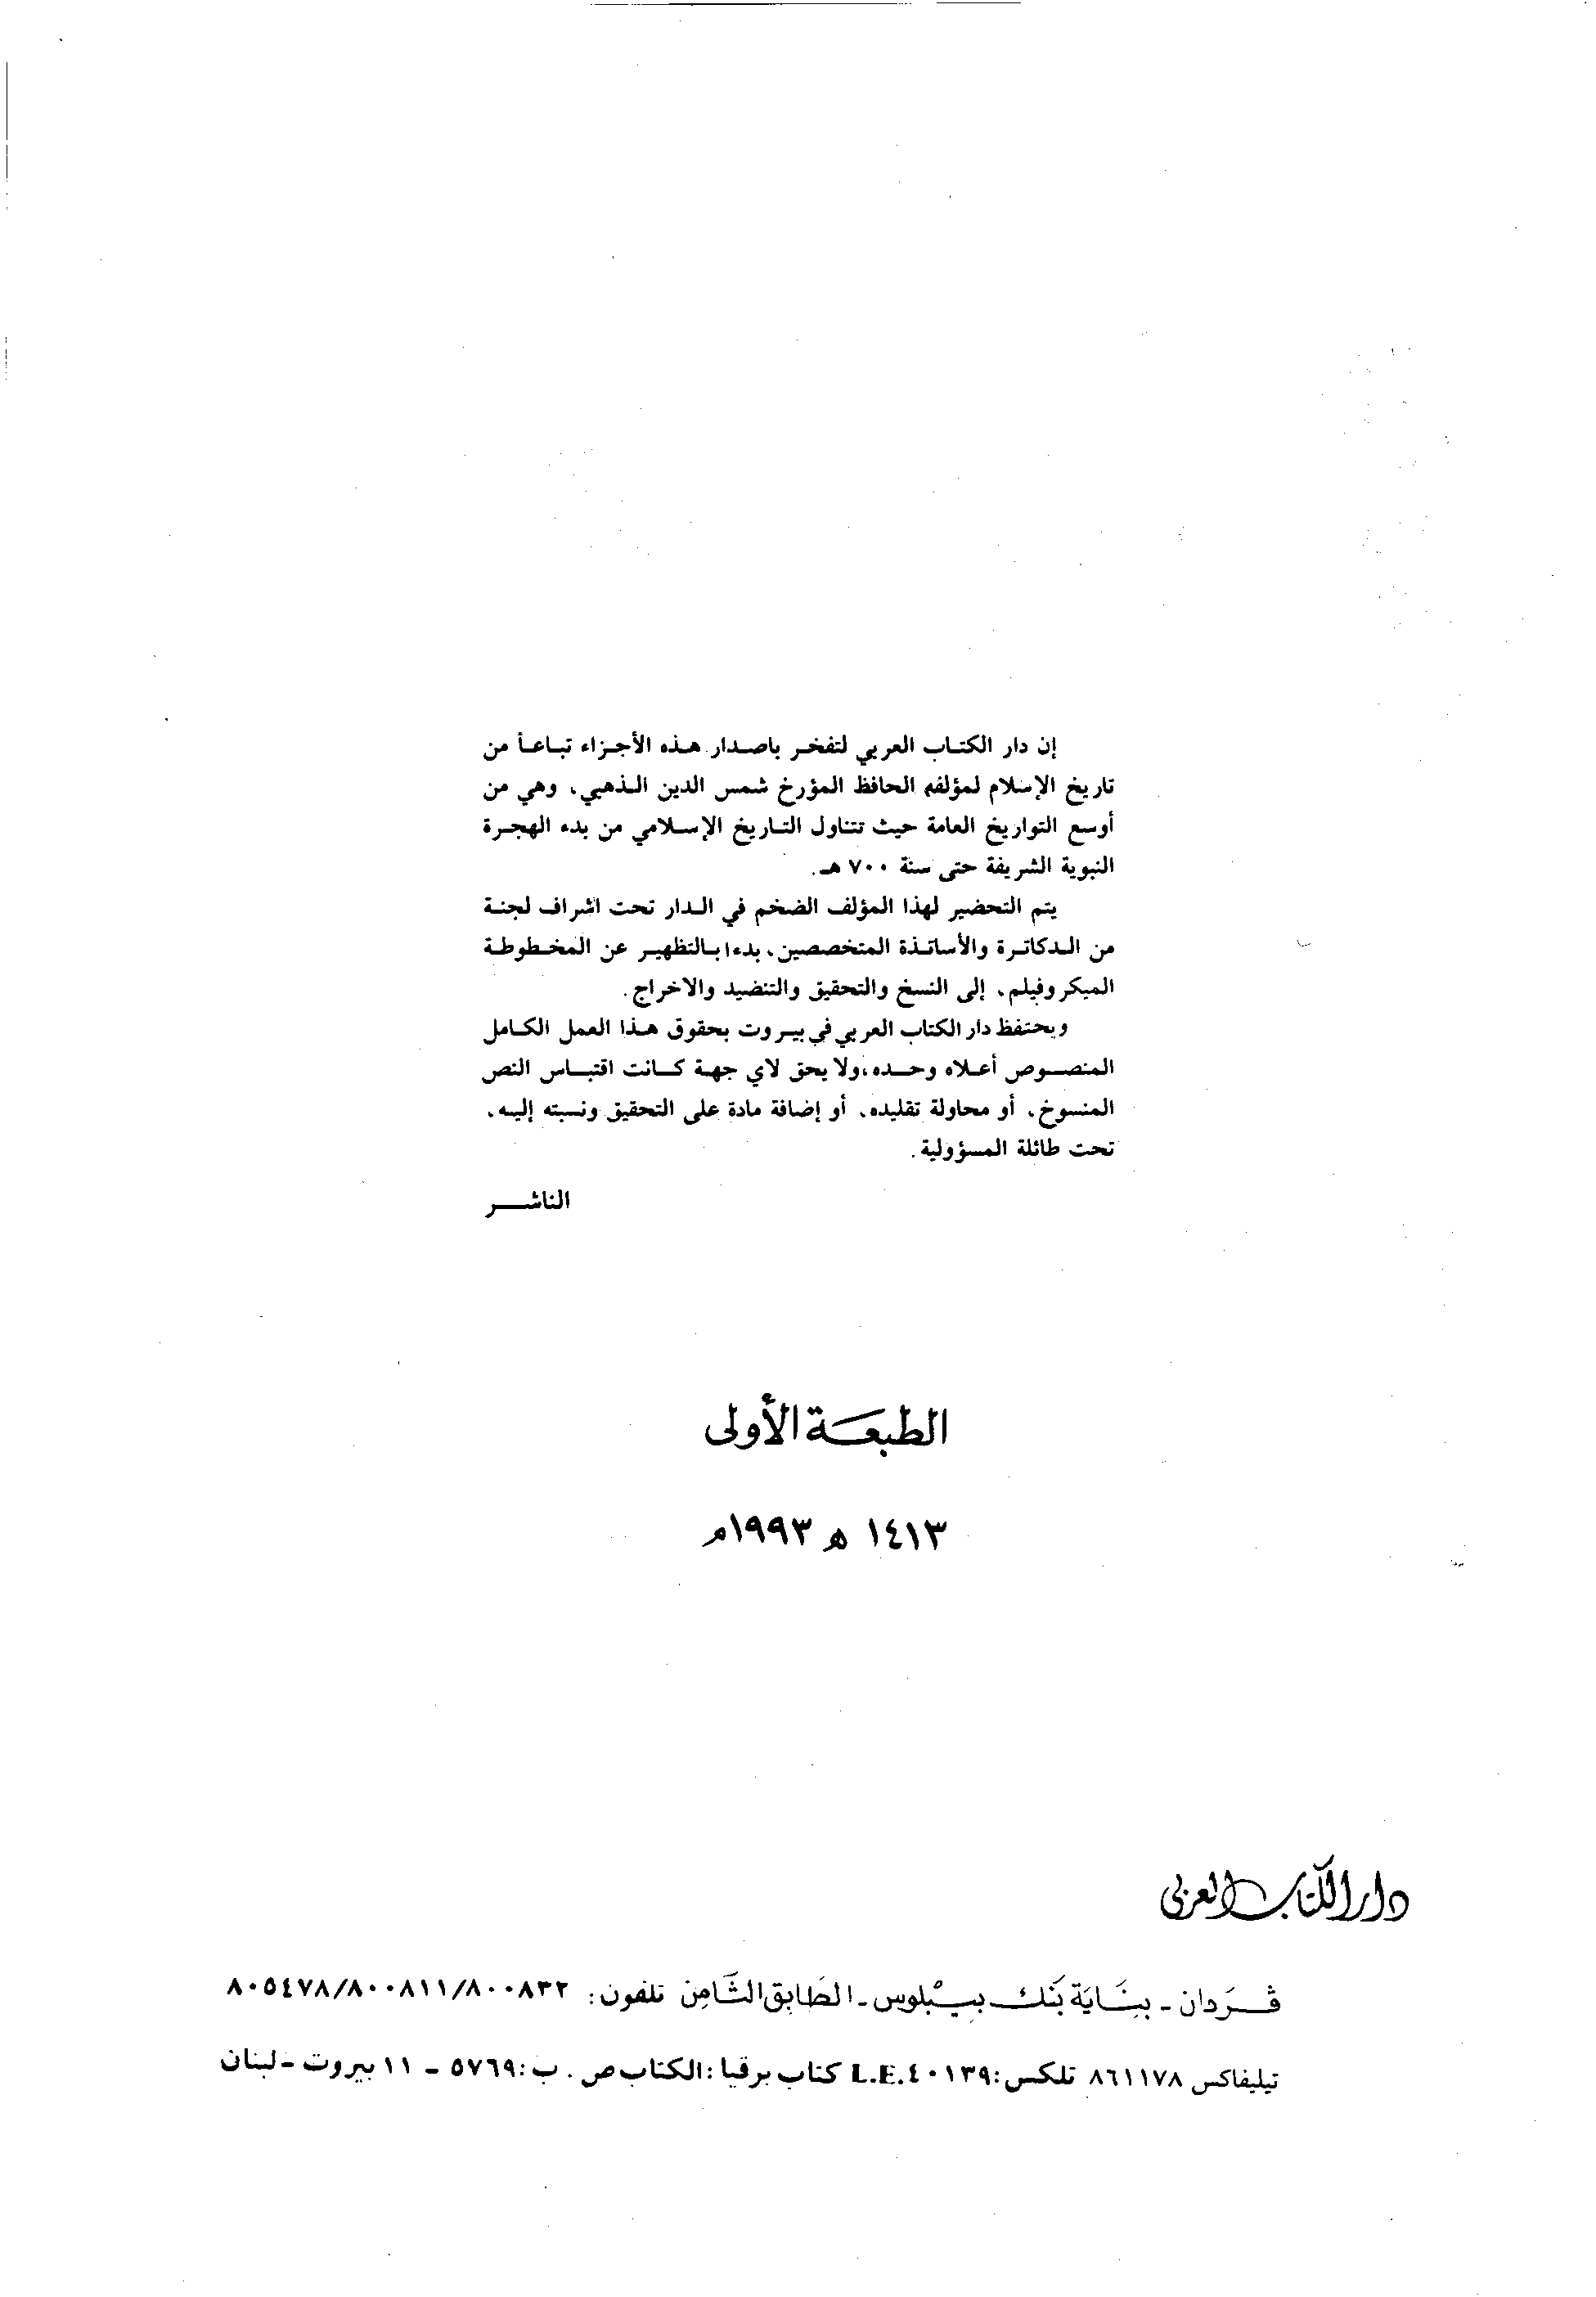 إن دار الكتاب العربي لتفخر باصدار هذه الأجزاء تباعاً من
تاريخ الإسلام لمؤلفه الحافظ المؤرخ شمس الدين الذهبي، وهي من
أوسع التواريخ العامة حيث تتناول التاريخ الإسلامي من بدء الهجرة
النبوية الشريفة حتى سنة ٧٠٠ هـ.
يتم التحضير لهذا المؤلف الضخم في الدار تحت اشراف لجنة
من الدكاترة والأساتذة المتخصصين، بدءا بالتظهير عن المخطوطة
الميكروفيلم، إلى النسخ والتحقيق والتنضيد والاخراج.
ويحتفظ دار الكتاب العربي في بيروت بحقوق هذا العمل الكامل
المنصوص أعلاه وحده، ولا يحق لاي جهة كانت اقتباس النص
المنسوخ، أو محاولة تقليده، أو إضافة مادة على التحقيق ونسبته إليه،
تحت طائلة المسؤولية.
الناشر
الطبعة الأولى
١٤١٣ ه ١٩٩٣م
دار الكتاب العربي
ڤردان - بناية بنك بيبلوس - الطابق الثامن تلفون: ٨٠٠٨٣٢/٨٠٠٨١١/٨٠٥٤٧٨
تيليفاكس ٨٦١١٧٨ تلكس: L.E.٤٠١٣٩ كتاب برقيا: الكتاب ص. ب: ٥٧٦٩ - ١١ بيروت - لبنان